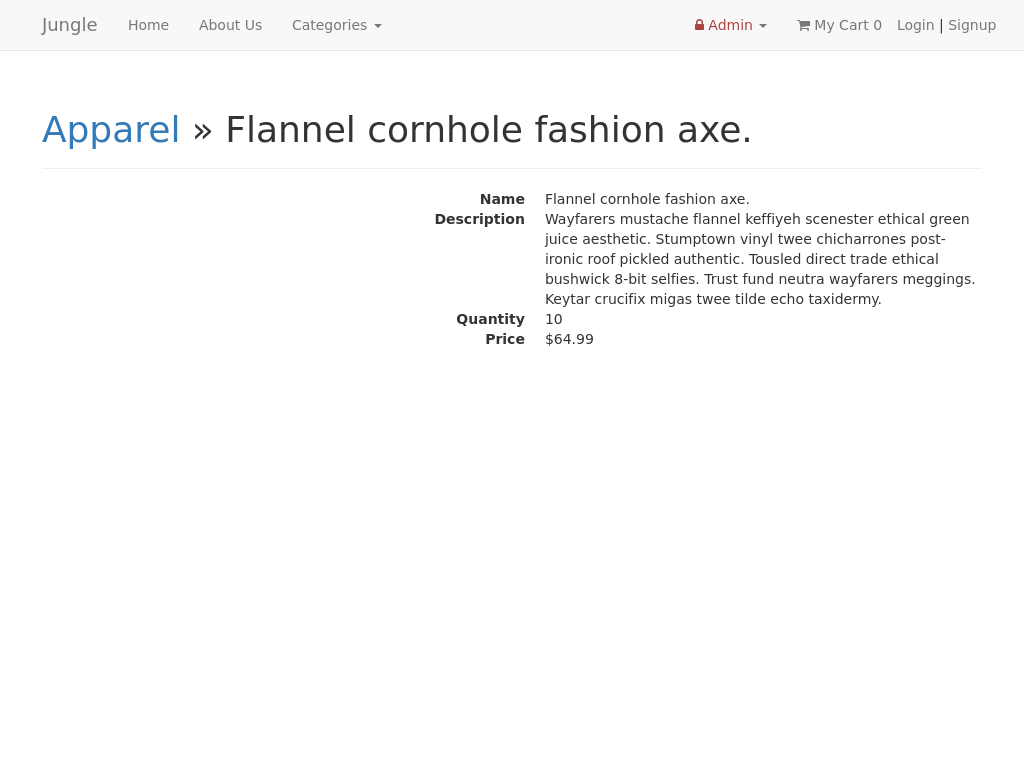 Jungle Home About Us Categories Admin My Cart 0 Login | Signup
Apparel » Flannel cornhole fashion axe.
Name Flannel cornhole fashion axe.
Description Wayfarers mustache flannel keffiyeh scenester ethical green
juice aesthetic. Stumptown vinyl twee chicharrones post-
ironic roof pickled authentic. Tousled direct trade ethical
bushwick 8-bit selfies. Trust fund neutra wayfarers meggings.
Keytar crucifix migas twee tilde echo taxidermy.
Quantity 10
Price $64.99